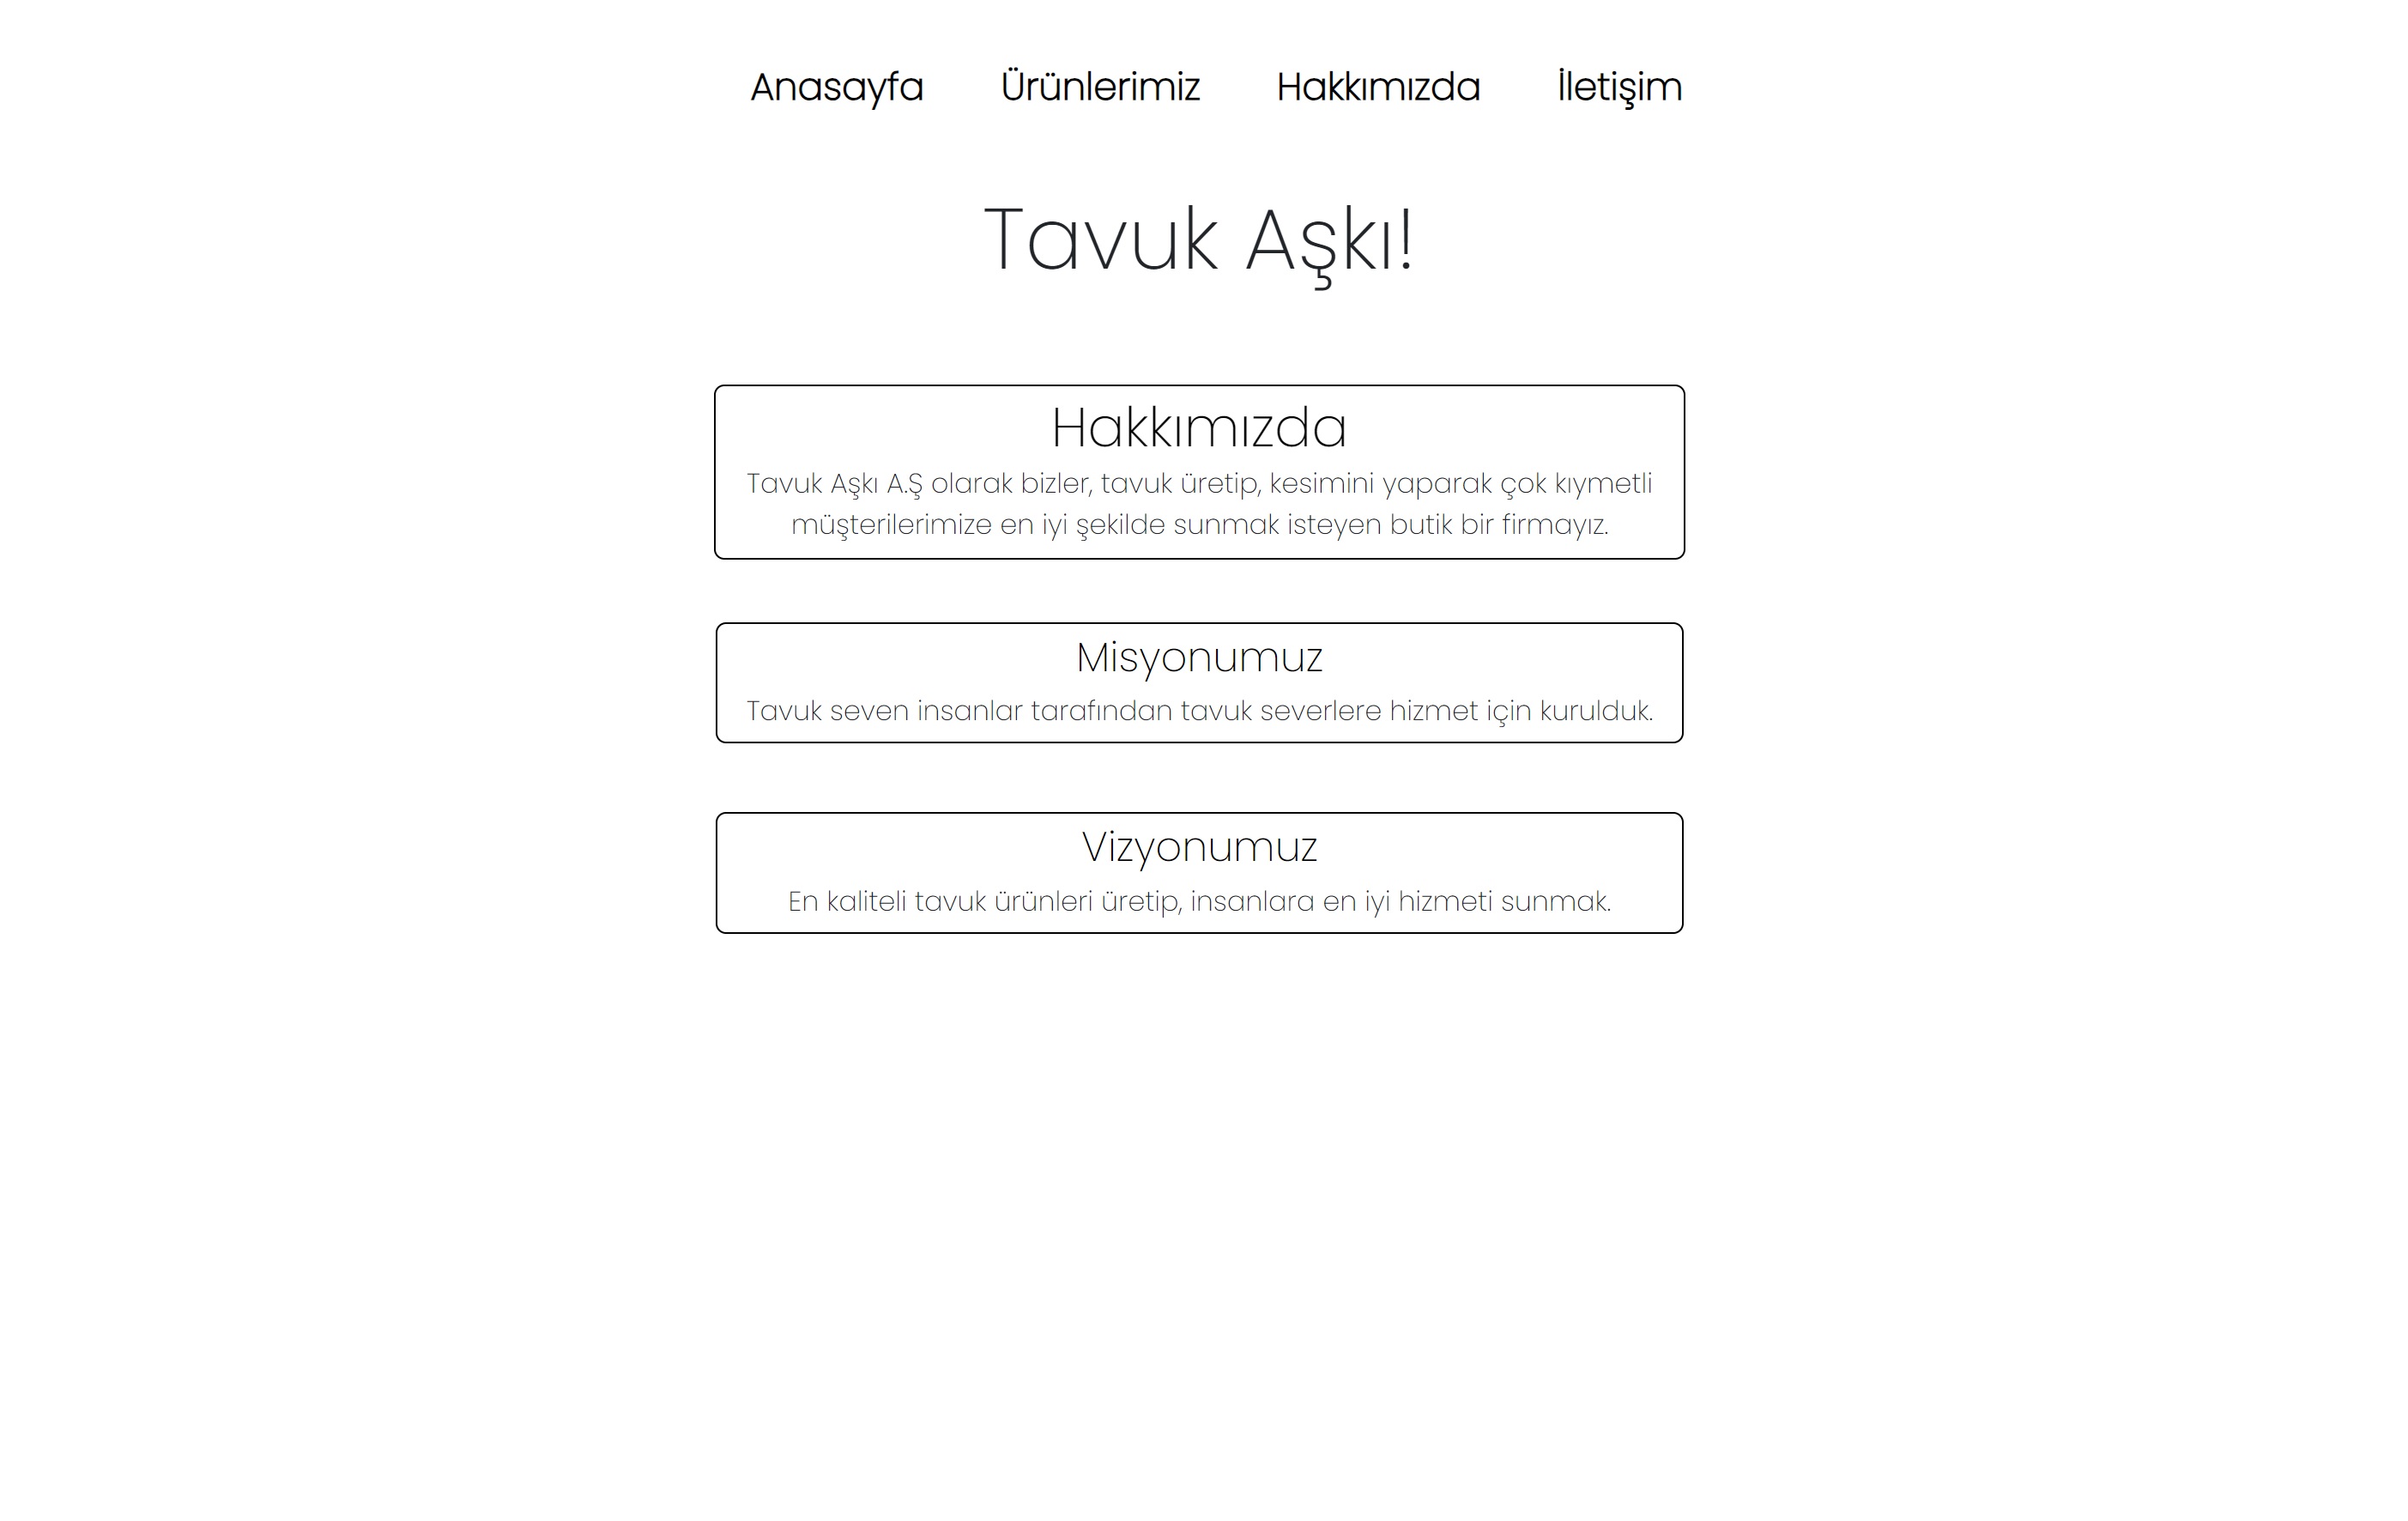 Anasayfa Ürünlerimiz Hakkımızda İletişim
Tavuk Aşkı!
Hakkımızda
Tavuk Aşkı A.Ş olarak bizler, tavuk üretip, kesimini yaparak çok kıymetli
müşterilerimize en iyi şekilde sunmak isteyen butik bir firmayız.
Misyonumuz
Tavuk seven insanlar tarafından tavuk severlere hizmet için kurulduk.
Vizyonumuz
En kaliteli tavuk ürünleri üretip, insanlara en iyi hizmeti sunmak.